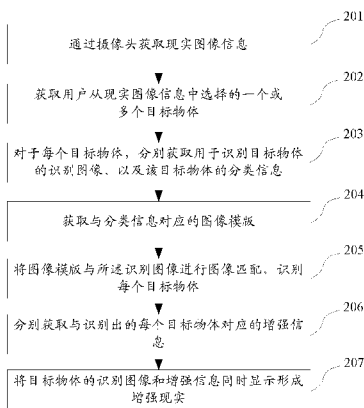 201
通过摄像头获取现实图像信息
202
获取用户从现实图像信息中选择的一个或
多个目标物体
203
对于每个目标物体，分别获取用于识别目标物体
的识别图像、以及该目标物体的分类信息
204
获取与分类信息对应的图像模版
205
将图像模版与所述识别图像进行图像匹配、识别
每个目标物体
206
分别获取与识别出的每个目标物体对应的增强信
息
207
将目标物体的识别图像和增强信息同时显示形成
增强现实